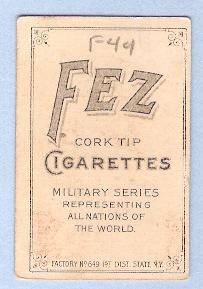 F49
FEZ
CORK TIP
CIGARETTES
MILITARY SERIES
REPRESENTING
ALL NATIONS OF
THE WORLD.
FACTORY No 649-1ST DIST. STATE N.Y.